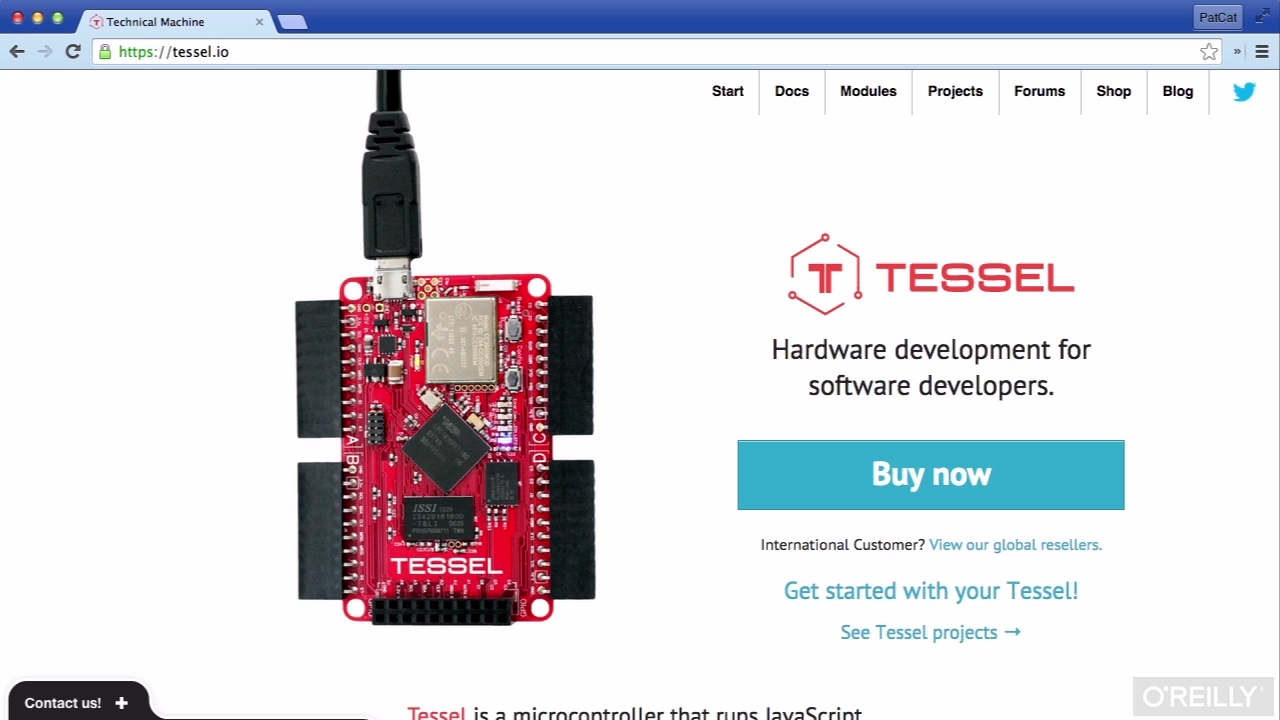 Technical Machine
PatCat
https://tessel.io
Start
Docs
Modules
Projects
Forums
Shop
Blog
TESSEL
Hardware development for
software developers.
Buy now
International Customer? View our global resellers.
Get started with your Tessel!
See Tessel projects →
A
B
C
D
ISSI
TESSEL
GPIO
Contact us! +
Tessel is a microcontroller that runs JavaScript.
O'REILLY